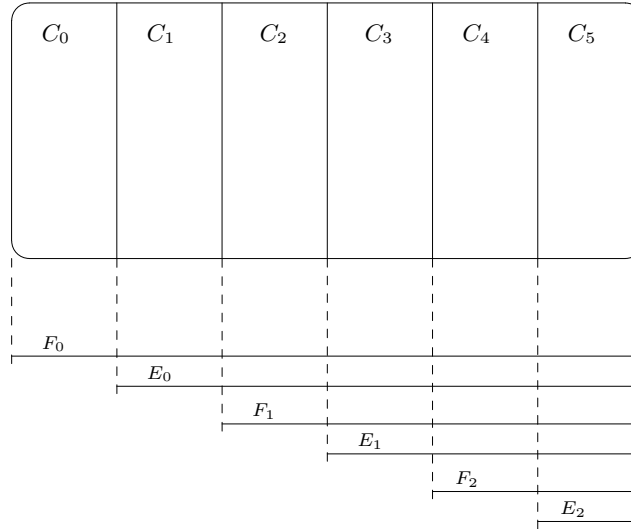 C₀ C₁ C₂ C₃ C₄ C₅
F₀
E₀
F₁
E₁
F₂
E₂